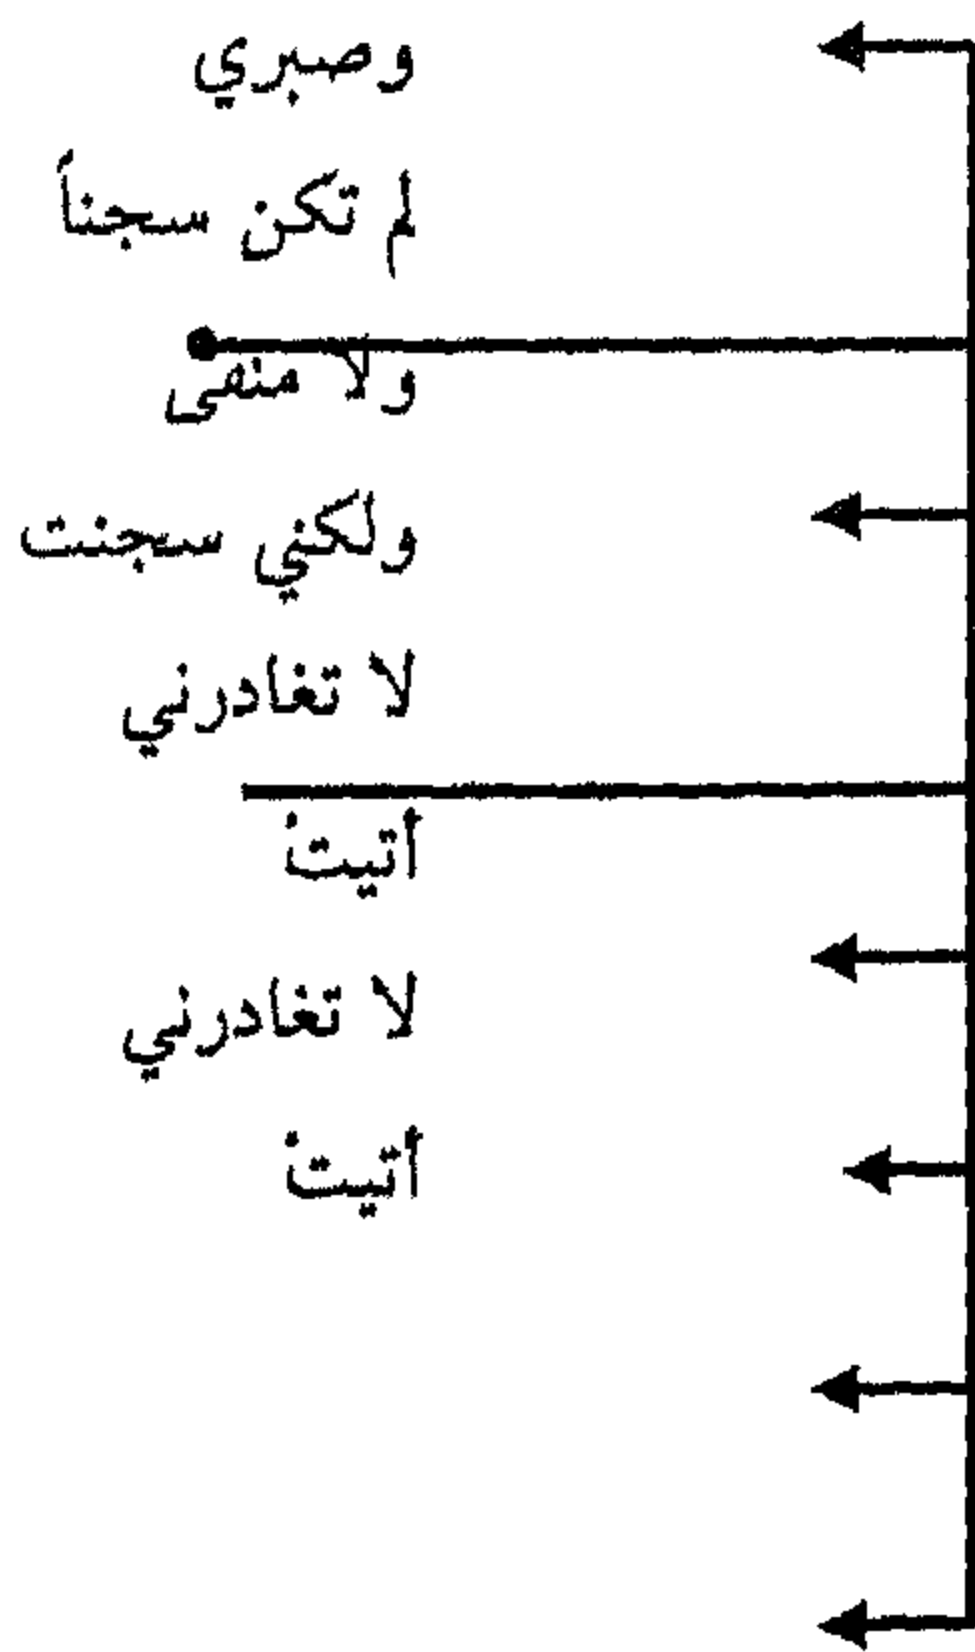 وصبري
لم تكن سجناً
ولا منفى
ولكني سجنت
لا تغادرني
أتيتْ
لا تغادرني
أتيتْ